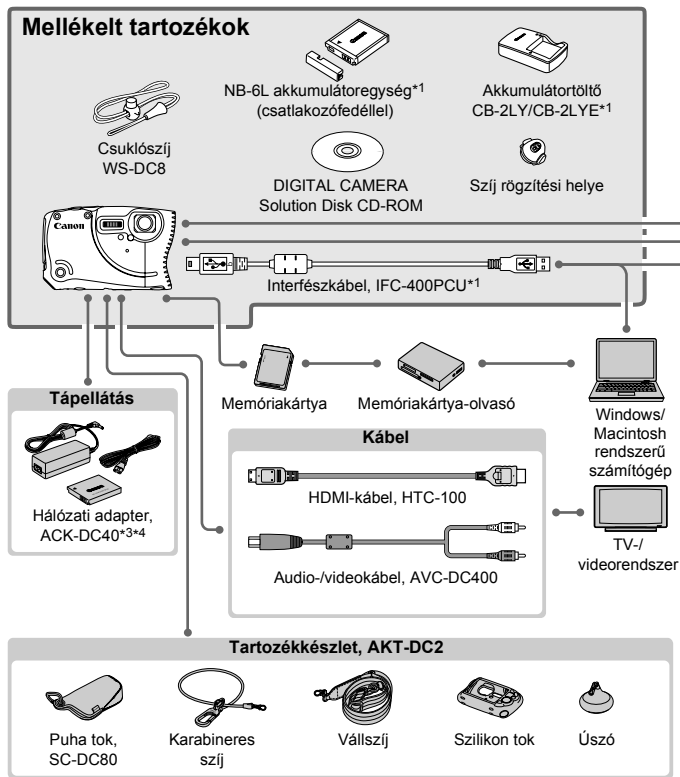 Mellékelt tartozékok
NB-6L akkumulátoregység*1
(csatlakozófedéllel)
Akkumulátortöltő
CB-2LY/CB-2LYE*1
Csuklószíj
WS-DC8
DIGITAL CAMERA
Solution Disk CD-ROM
Szíj rögzítési helye
Canon
Interfészkábel, IFC-400PCU*1
Memóriakártya
Memóriakártya-olvasó
Windows/
Macintosh
rendszerű
számítógép
Tápellátás
Hálózati adapter,
ACK-DC40*3*4
Kábel
HDMI-kábel, HTC-100
Audio-/videokábel, AVC-DC400
TV-/
videorendszer
Tartozékkészlet, AKT-DC2
Puha tok,
SC-DC80
Karabineres
szíj
Vállszíj
Szilikon tok
Úszó